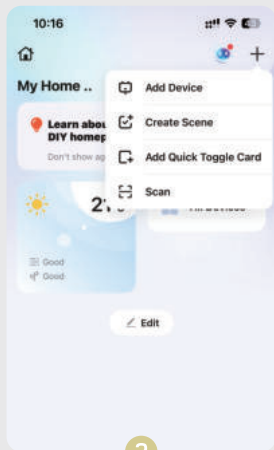 10:16
My Home ..
Add Device
Create Scene
Add Quick Toggle Card
Scan
Learn abou
DIY homep
Don't show ag
Good
Good
Edit
2